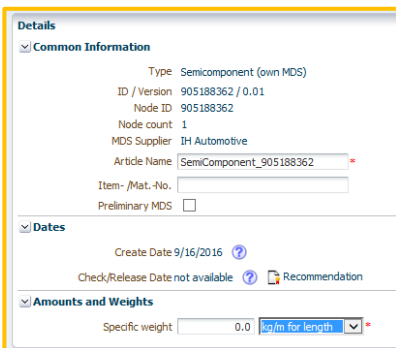 Details
Common Information
Type Semicomponent (own MDS)
ID / Version 905188362 / 0.01
Node ID 905188362
Node count 1
MDS Supplier IH Automotive
Article Name SemiComponent_905188362 *
Item- /Mat.-No.
Preliminary MDS
Dates
Create Date 9/16/2016 ?
Check/Release Date not available ? Recommendation
Amounts and Weights
Specific weight 0.0 kg/m for length *